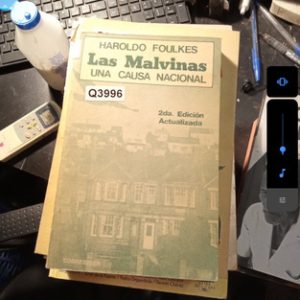 HAROLDO FOULKES
Las Malvinas
UNA CAUSA NACIONAL
Q3996
2da. Edición
Actualizada